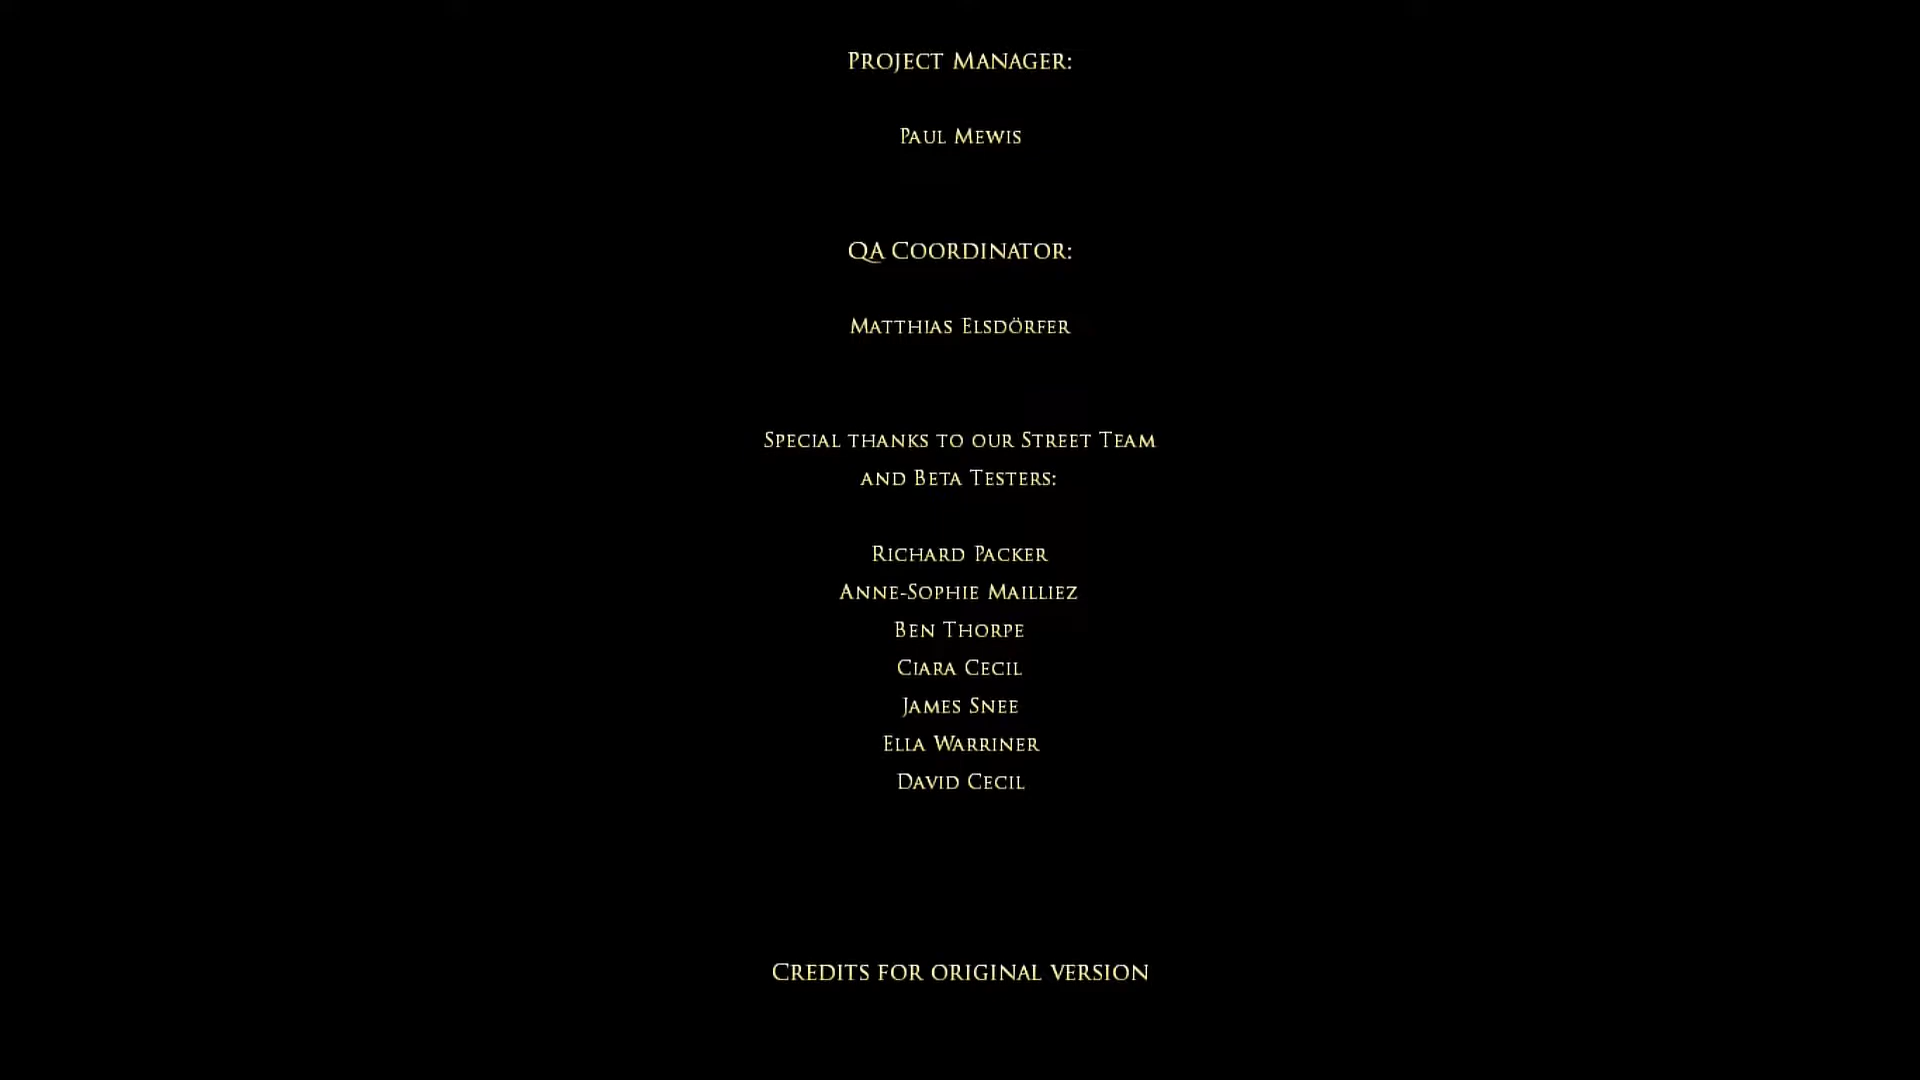 Project Manager:
Paul Mewis
QA Coordinator:
Matthias Elsdörfer
Special thanks to our Street Team
and Beta Testers:
Richard Packer
Anne-Sophie Mailliez
Ben Thorpe
Ciara Cecil
James Snee
Ella Warriner
David Cecil
Credits for original version